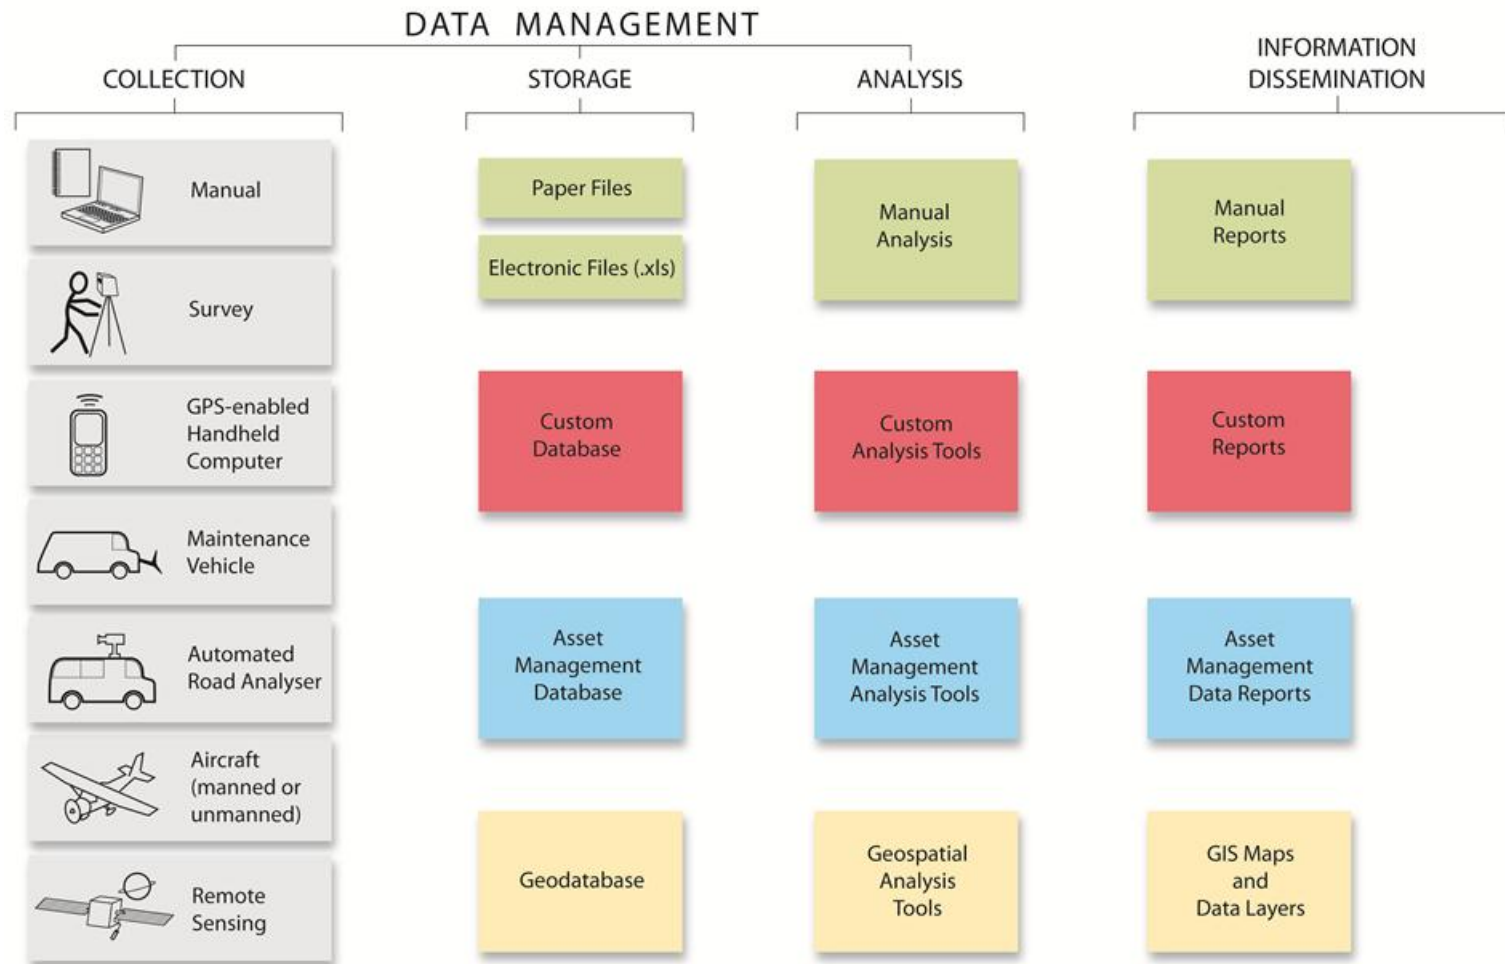 DATA MANAGEMENT
COLLECTION
STORAGE
ANALYSIS
INFORMATION
DISSEMINATION
Manual
Survey
GPS-enabled
Handheld
Computer
Maintenance
Vehicle
Automated
Road Analyser
Aircraft
(manned or
unmanned)
Remote
Sensing
Paper Files
Electronic Files (.xls)
Custom
Database
Asset
Management
Database
Geodatabase
Manual
Analysis
Custom
Analysis Tools
Asset
Management
Analysis Tools
Geospatial
Analysis
Tools
Manual
Reports
Custom
Reports
Asset
Management
Data Reports
GIS Maps
and
Data Layers